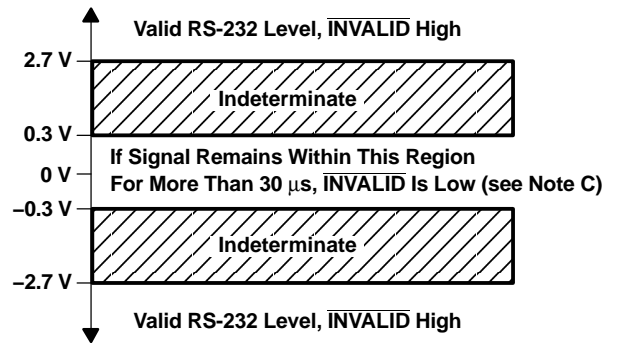 Valid RS-232 Level, INVALID High
2.7 V
Indeterminate
0.3 V
If Signal Remains Within This Region
0 V
For More Than 30 μs, INVALID Is Low (see Note C)
−0.3 V
Indeterminate
−2.7 V
Valid RS-232 Level, INVALID High